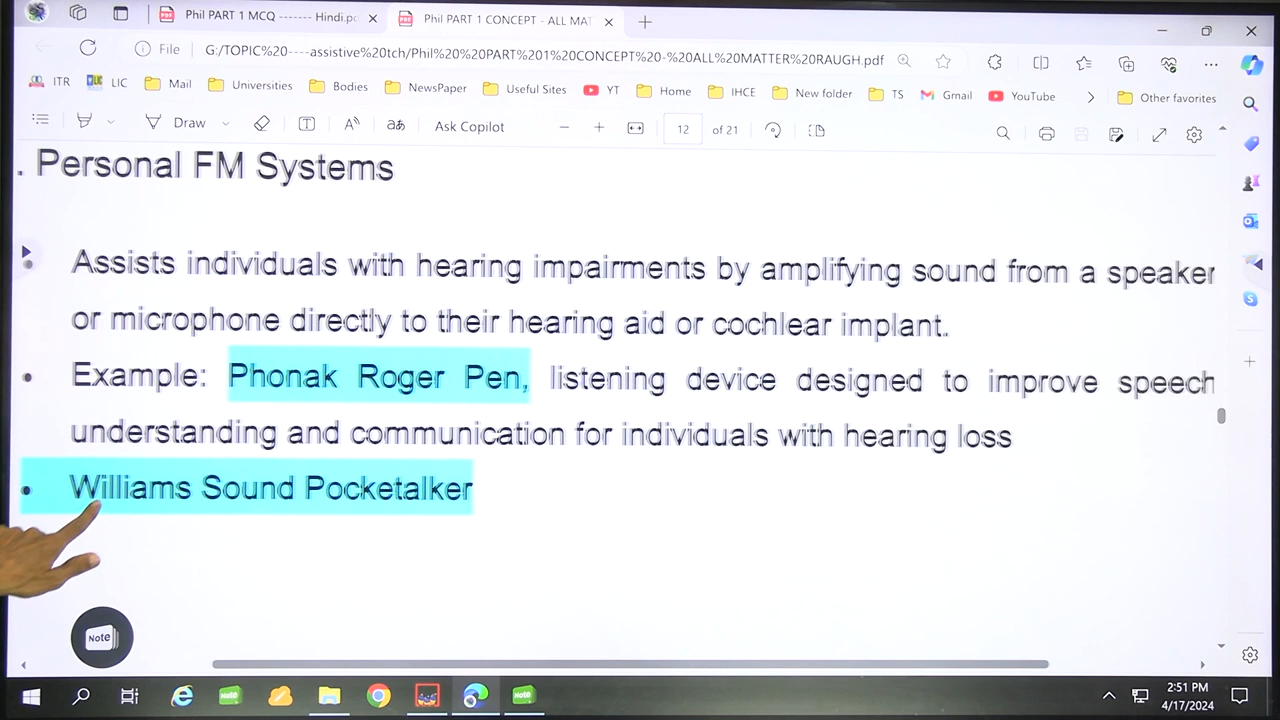 Phil PART 1 MCQ ------- Hindi.p
Phil PART 1 CONCEPT - ALL MAT
File
G:/TOPIC%20----assistive%20tch/Phil%20%20PART%201%20CONCEPT%20-%20ALL%20MATTER%20RAUGH.pdf
ITR LIC Mail Universities Bodies NewsPaper Useful Sites YT Home IHCE New folder TS Gmail YouTube Other favorites
Draw Ask Copilot 12 of 21
. Personal FM Systems
Assists individuals with hearing impairments by amplifying sound from a speaker
or microphone directly to their hearing aid or cochlear implant.
• Example: Phonak Roger Pen, listening device designed to improve speech
understanding and communication for individuals with hearing loss
• Williams Sound Pocketalker
Note
Note
Note
2:51 PM
4/17/2024